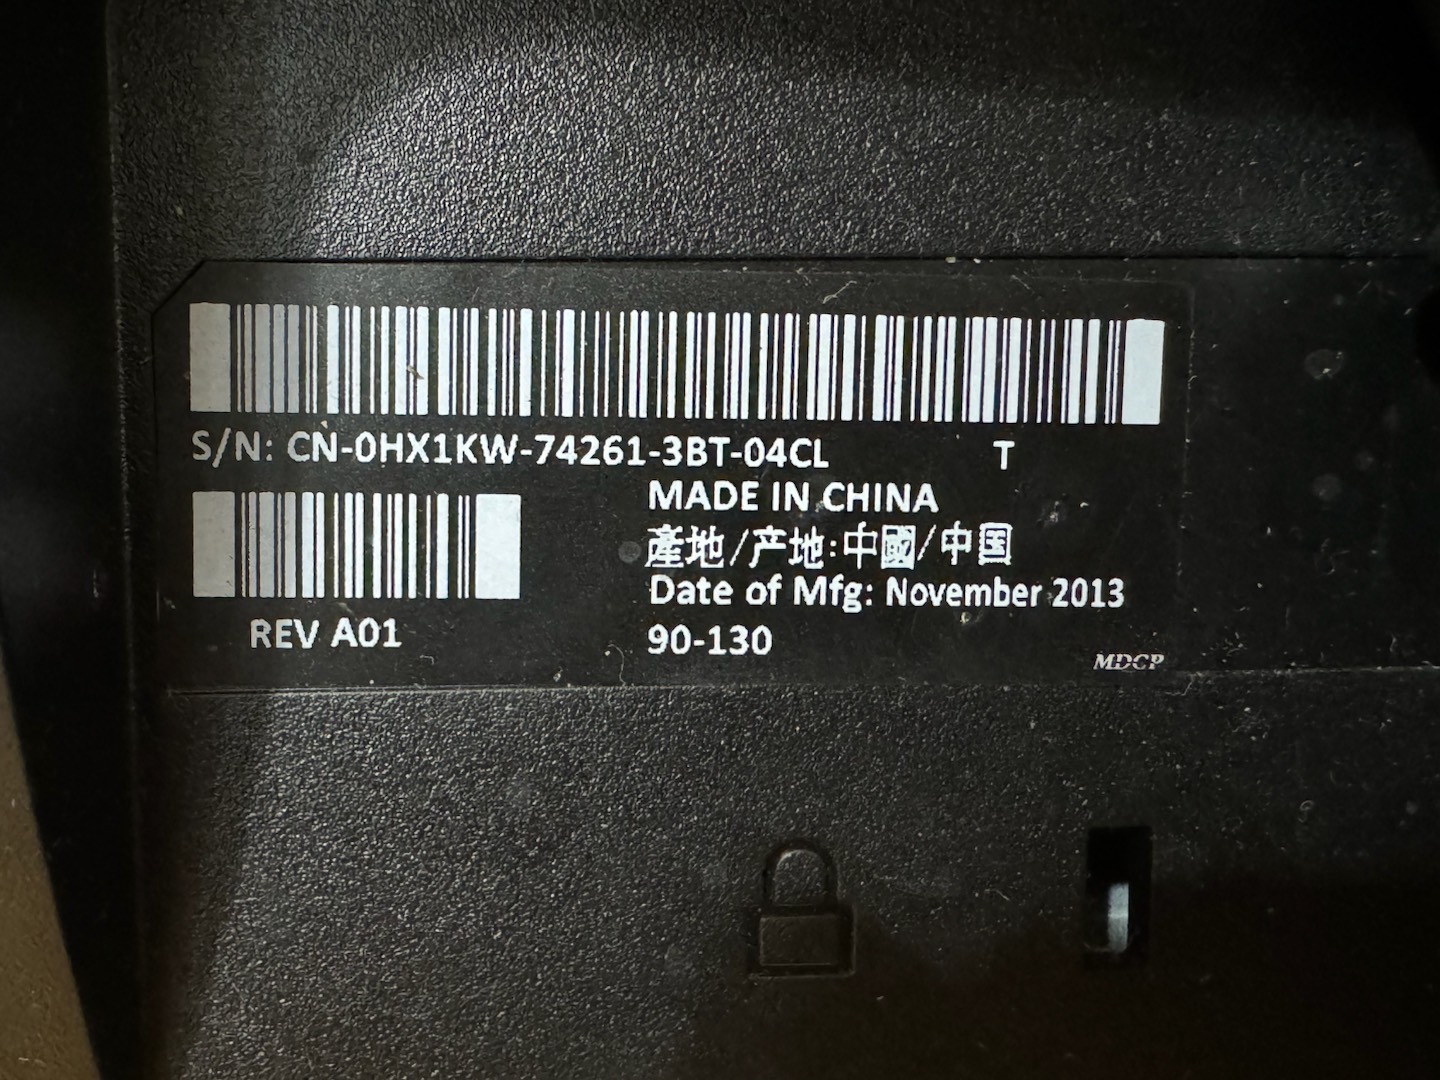 S/N: CN-0HX1KW-74261-3BT-04CL T
MADE IN CHINA
產地/产地:中國/中国
Date of Mfg: November 2013
REV A01
90-130
MDCP